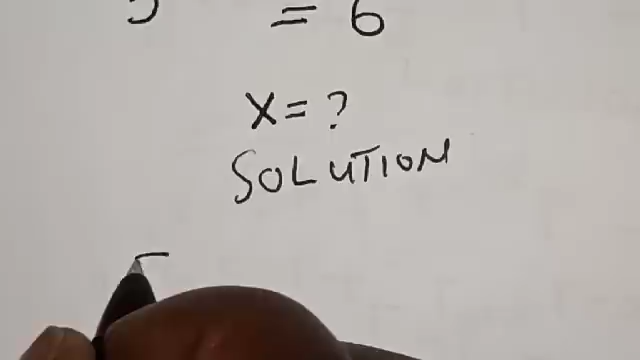 = 6
x = ?
SOLUTION